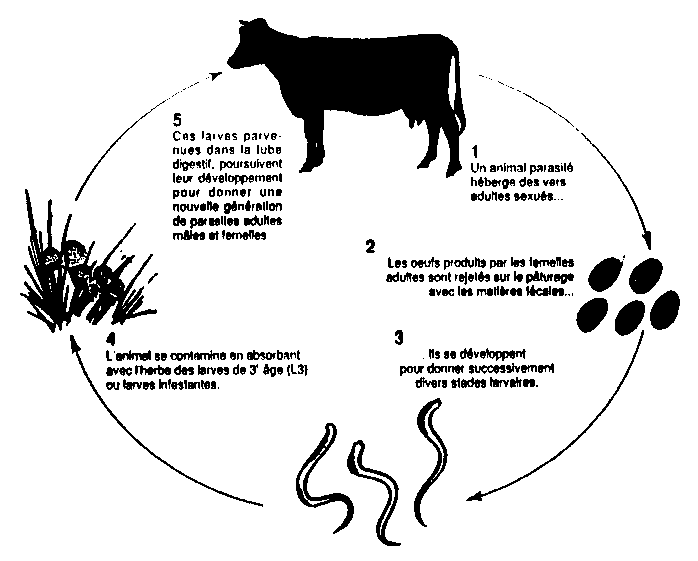 1
Un animal parasité
héberge des vers
adultes sexués...
2
Les oeufs produits par les femelles
adultes sont rejetés sur le pâturage
avec les matières fécales...
3
. Ils se développent
pour donner successivement
divers stades larvaires.
4
L'animal se contamine en absorbant
avec l'herbe des larves de 3' âge (L3)
ou larves infestantes.
5
Ces larves parve-
nues dans la tube
digestif, poursuivent
leur développement
pour donner une
nouvelle génération
de parasites adultes
mâles et femelles